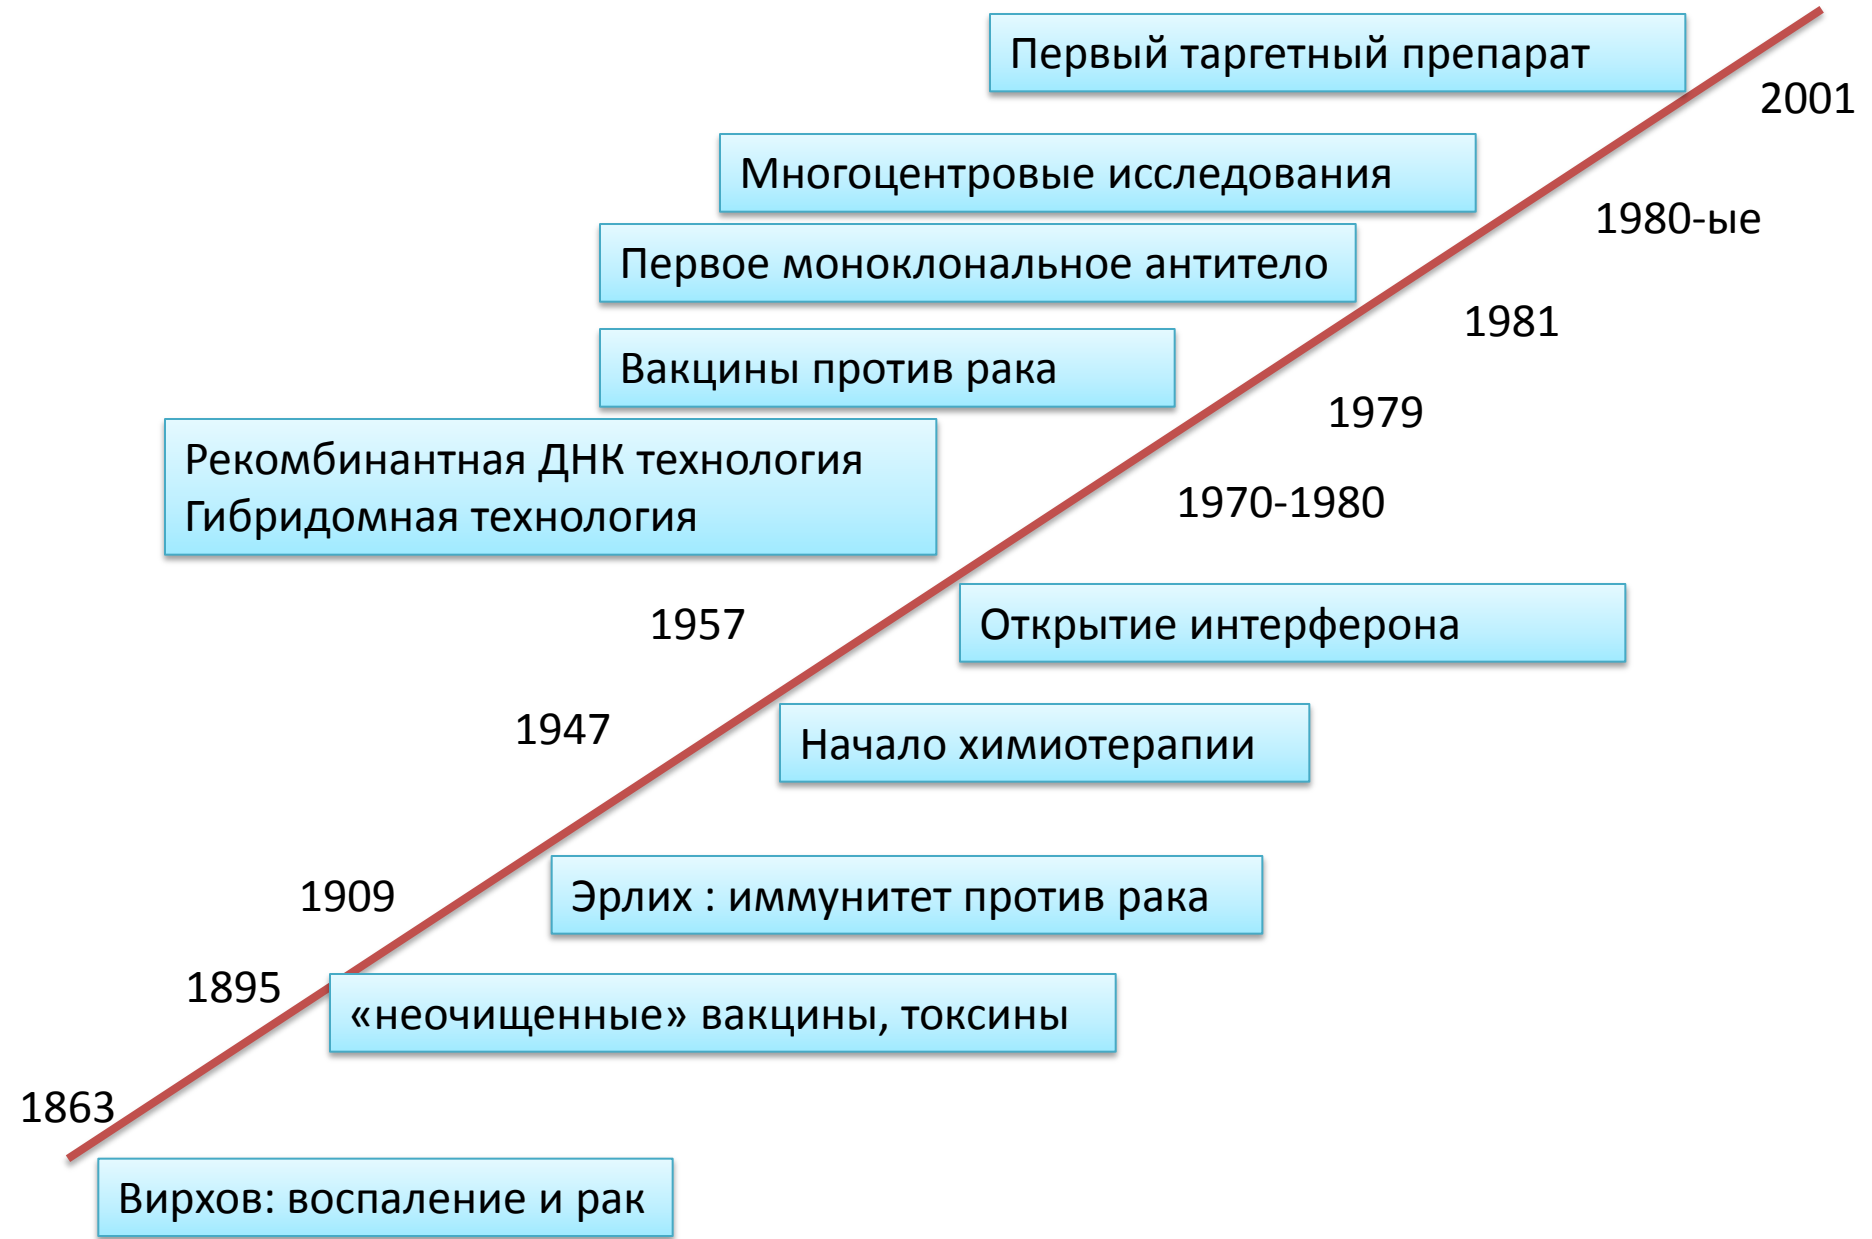 Первый таргетный препарат
2001
Многоцентровые исследования
1980-ые
Первое моноклональное антитело
1981
Вакцины против рака
1979
Рекомбинантная ДНК технология
Гибридомная технология
1970-1980
1957
Открытие интерферона
1947
Начало химиотерапии
1909
Эрлих : иммунитет против рака
1895
«неочищенные» вакцины, токсины
1863
Вирхов: воспаление и рак